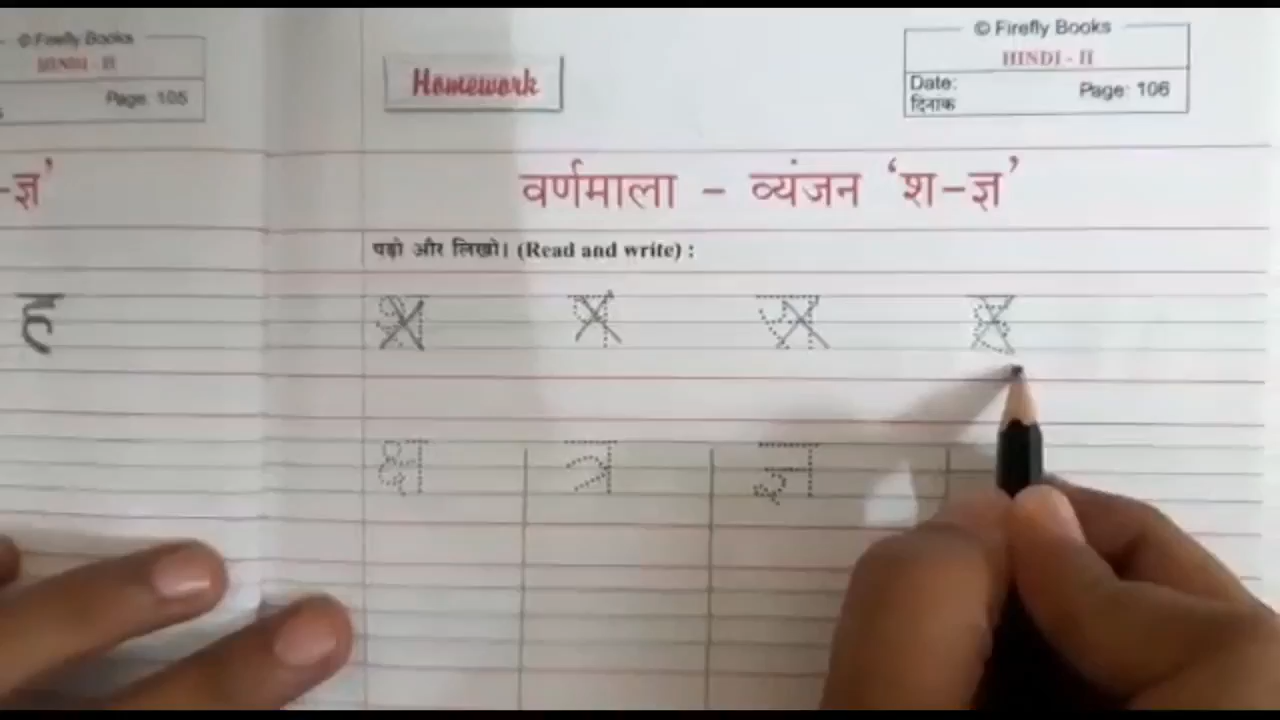 © Firefly Books
HINDI - II
Page: 105
-ज्ञ’
ह
Homework
© Firefly Books
HINDI - II
Date:
दिनांक
Page: 106
वर्णमाला - व्यंजन ‘श-ज्ञ’
पढ़ो और लिखो। (Read and write) :
श ष स ह
क्ष त्र ज्ञ